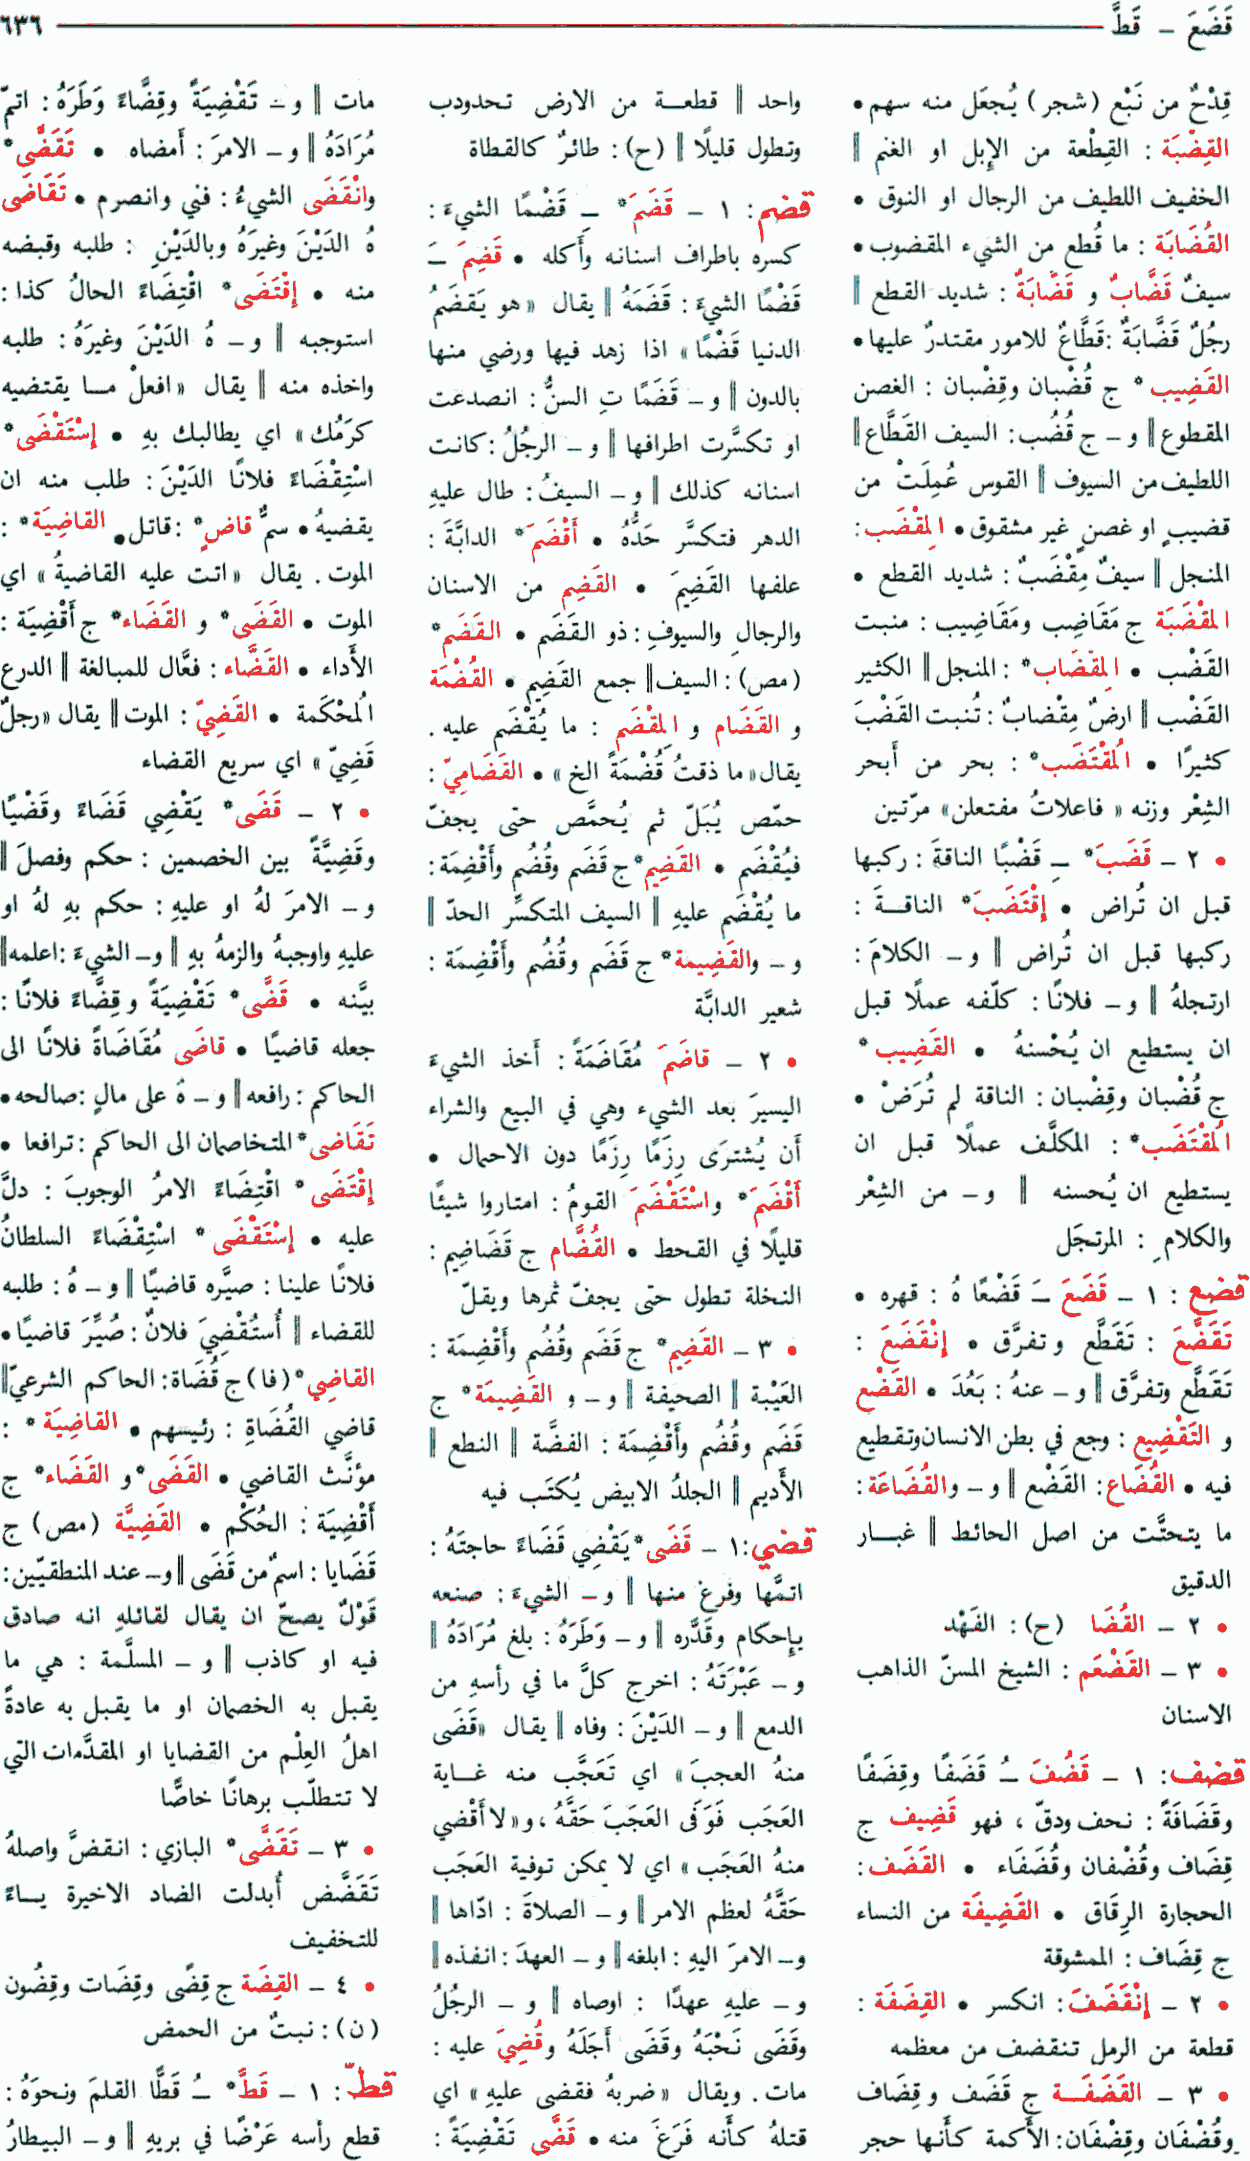 قَضَعَ – قَطَّ
٦٣٦
قِدْحٌ من نَبْع (شجر) يُجعَل منه سهم •
القِضْبَة : القِطْعة من الإبل او الغنم ‖
الخفيف اللطيف من الرجال او النوق •
القُضَابَة : ما قُطع من الشيء المقضوب •
سيفٌ قَضَّابٌ و قَضَّابَةٌ : شديد القطع ‖
رجُلٌ قَضَّابَةٌ : قَطَّاعٌ للامور مقتدرٌ عليها •
القَضِيب * ج قُضْبان وقِضْبان : الغصن
المقطوع ‖ و – ج قُضُب : السيف القَطَّاع ‖
اللطيف من السيوف ‖ القوس عُمِلَتْ من
قضيبٍ او غصنٍ غير مشقوق • المِقْضَب :
المنجل ‖ سيفٌ مِقْضَبٌ : شديد القطع •
المَقْضَبَة ج مَقَاضِب ومَقَاضِيب : منبت
القَضْب • المِقْضَاب * : المنجل ‖ الكثير
القَضْب ‖ ارضٌ مِقْضابٌ : تُنبت القَضْبَ
كثيرًا • المُقْتَضَب * : بحر من أبحر
الشِعْر وزنه « فاعلاتُ مفتعلن » مرّتين
• ٢ – قَضَبَ * ــِ قَضْبًا الناقةَ : ركبها
قبل ان تُراض • إقْتَضَبَ * الناقــةَ :
ركبها قبل ان تُراض ‖ و – الكلامَ :
ارتجلهُ ‖ و – فلانًا : كلّفه عملًا قبل
ان يستطيع ان يُحْسنهُ • القَضِيب *
ج قُضْبان وقِضْبان : الناقة لم تُرَضْ •
المُقْتَضَب * : المكلَّف عملًا قبل ان
يستطيع ان يُحسنه ‖ و – من الشِعْر
والكلام : المرتجَل
قضع : ١ – قَضَعَ ــَ قَضْعًا هُ : قهره •
تَقَضَّعَ : تَقَطَّع وتفرَّق • إنْقَضَعَ :
تَقَطَّع وتفرَّق ‖ و – عنهُ : بَعُدَ • القَضْع
و التَقْضِيع : وجع في بطن الانسان وتقطيع
فيه • القُضَاع : القَضْع ‖ و – والقُضَاعَة :
ما يتحتَّت من اصل الحائط ‖ غبــار
الدقيق
• ٢ – القُضَا (ح) : الفَهْد
• ٣ – القَضْعَم : الشيخ المسنّ الذاهب
الاسنان
قضف : ١ – قَضُفَ ــُ قَضَفًا وقِضَفًا
وقَضَافَةً : نحف ودقّ ، فهو قَضِيف ج
قِضَاف وقُضْفان وقُضَفَاء • القَضَف :
الحجارة الرِقَاق • القَضِيفَة من النساء
ج قِضَاف : الممشوقة
• ٢ – إنْقَضَفَ : انكسر • القِضَفَة :
قطعة من الرمل تنقضف من معظمه
• ٣ – القَضَفَــة ج قَضَف وقِضَاف
وقُضْفَان وقِضْفَان : الأكمة كأنها حجر
واحد ‖ قطعــة من الارض تحدودب
وتطول قليلًا ‖ (ح) : طائرٌ كالقطاة
قضم : ١ – قَضَمَ * ــِ قَضْمًا الشيءَ :
كسره باطراف اسنانه وأكله • قَضِمَ ــَ
قَضْمًا الشيءَ : قَضَمَهُ ‖ يقال « هو يَقضَمُ
الدنيا قَضْمًا » اذا زهد فيها ورضي منها
بالدون ‖ و – قَضَمًا تِ السنُّ : انصدعت
او تكسَّرت اطرافها ‖ و – الرجُلُ : كانت
اسنانه كذلك ‖ و – السيفُ : طال عليهِ
الدهر فتكسَّر حَدُّهُ • أَقْضَمَ * الدابَّةَ :
علفها القَضِيمَ • القَضِم من الاسنان
والرجالِ والسيوفِ : ذو القَضَم • القَضَم *
(مص) : السيف ‖ جمع القَضِيم • القُضْمَة
و القَضَام و المِقْضَم : ما يُقْضَم عليه .
يقال « ما ذقتُ قُضْمَةً الخ » • القَضَامِيّ :
حمّص يُبَلّ ثم يُحمَّص حتى يجفّ
فيُقْضَم • القَضِيم * ج قَضَم وقُضُم وأَقْضِمَة :
ما يُقْضَم عليهِ ‖ السيف المتكسّر الحدّ ‖
و – والقَضِيمة * ج قَضَم وقُضُم وأَقْضِمَة :
شعير الدابَّة
• ٢ – قاضَمَ مُقَاضَمَةً : أخذ الشيءَ
اليسيرَ بعد الشيء وهي في البيع والشراء
أن يُشترَى رِزَمًا رِزَمًا دون الاحمال •
أَقْضَمَ * واسْتَقْضَمَ القومُ : امتاروا شيئًا
قليلًا في القحط • القُضَّام ج قَضَاضِيم :
النخلة تطول حتى يجفّ ثمرها ويقلّ
• ٣ – القَضِيم * ج قَضَم وقُضُم وأَقْضِمَة :
العَيْبة ‖ الصحيفة ‖ و – و القَضِيمَة * ج
قَضَم وقُضُم وأَقْضِمَة : الفضَّة ‖ النطع ‖
الأَديم ‖ الجلدُ الابيض يُكتَب فيه
قضي : ١ – قَضَى * يَقْضِي قَضَاءً حاجتَهُ :
اتمَّها وفرغ منها ‖ و – الشيءَ : صنعه
بإحكام وقَدَّره ‖ و – وَطَرَهُ : بلغ مُرَادَهُ ‖
و – عَبْرَتَهُ : اخرج كلَّ ما في رأسهِ من
الدمع ‖ و – الدَيْنَ : وفاه ‖ يقال « قَضَى
منهُ العجبَ » اي تَعَجَّب منه غــاية
العَجَب فَوَفَى العَجَبَ حَقَّهُ ، و « لا أَقْضي
منهُ العَجَب » اي لا يمكن توفية العَجَب
حَقَّهُ لعظم الامر ‖ و – الصلاةَ : ادّاها ‖
و – الامرَ اليهِ : ابلغه ‖ و – العهدَ : انفذه ‖
و – عليهِ عهدًا : اوصاه ‖ و – الرجُلُ
وقَضَى نَحْبَهُ وقَضَى أَجَلَهُ وقُضِيَ عليه :
مات . ويقال « ضربهُ فقضى عليهِ » اي
قتلهُ كأَنه فَرَغَ منه • قَضَّى تَقْضِيَةً :
مات ‖ و – تَقْضِيَةً وقِضَّاءً وَطَرَهُ : اتمّ
مُرَادَهُ ‖ و – الامرَ : أَمضاه • تَقَضَّى *
وانْقَضَى الشيءُ : فني وانصرم • تَقَاضَى
هُ الدَيْنَ وغيرَهُ وبالدَيْنِ : طلبه وقبضه
منه • إقْتَضَى * اقْتِضَاءً الحالُ كذا :
استوجبه ‖ و – هُ الدَيْنَ وغيرَهُ : طلبه
واخذه منه ‖ يقال « افعلْ مــا يقتضيه
كرَمُك » اي يطالبك بهِ • إسْتَقْضَى *
اسْتِقْضَاءً فلانًا الدَيْنَ : طلب منه ان
يقضيهُ • سمٌّ قاضٍ * : قاتل • القاضِيَة * :
الموت . يقال « اتت عليه القاضيةُ » اي
الموت • القَضَى * و القَضَاء * ج أَقْضِيَة :
الأداء • القَضَّاء : فعَّال للمبالغة ‖ الدرع
المُحْكَمة • القَضِيّ : الموت ‖ يقال « رجلٌ
قَضِيّ » اي سريع القضاء
• ٢ – قَضَى * يَقْضِي قَضَاءً وقَضْيًا
وقَضِيَّةً بين الخصمين : حكم وفصلَ ‖
و – الامرَ لهُ او عليهِ : حكم بهِ لهُ او
عليهِ واوجبهُ والزمهُ بهِ ‖ و – الشيءَ : اعلمه ‖
بيَّنه • قَضَّى * تَقْضِيَةً وقِضَّاءً فلانًا :
جعله قاضيًا • قاضَى مُقَاضَاةً فلانًا الى
الحاكم : رافعه ‖ و – هُ على مالٍ : صالحه •
تَقَاضى * المتخاصمان الى الحاكم : ترافعا •
إقْتَضَى * اقْتِضَاءً الامرُ الوجوبَ : دلَّ
عليه • إسْتَقْضَى * اسْتِقْضَاءً السلطانُ
فلانًا علينا : صيَّره قاضيًا ‖ و – هُ : طلبه
للقضاء ‖ أُستُقْضِيَ فلانٌ : صُيِّرَ قاضيًا •
القاضِي * (فا) ج قُضَاة : الحاكم الشرعيّ ‖
قاضي القُضَاةِ : رئيسهم • القاضِيَة * :
مؤنَّث القاضي • القَضَى * و القَضَاء * ج
أَقْضِيَة : الحُكْم • القَضِيَّة (مص) ج
قَضَايا : اسمٌ من قَضَى ‖ و – عند المنطقيّين :
قَوْلٌ يصحّ ان يقال لقائلهِ انه صادق
فيه او كاذب ‖ و – المسلَّمة : هي ما
يقبل به الخصمان او ما يقبل به عادةً
اهلُ العِلْم من القضايا او المقدَّمات التي
لا تتطلّب برهانًا خاصًّا
• ٣ – تَقَضَّى * البازي : انقضَّ واصلهُ
تَقَضَّض أُبدلت الضاد الاخيرة يــاءً
للتخفيف
• ٤ – القِضَة ج قِضًى وقِضَات وقِضُون
(ن) : نبتٌ من الحمض
قطّ : ١ – قَطَّ * ــُ قَطًّا القلمَ ونحوَهُ :
قطع رأسه عَرْضًا في بريهِ ‖ و – البيطارُ